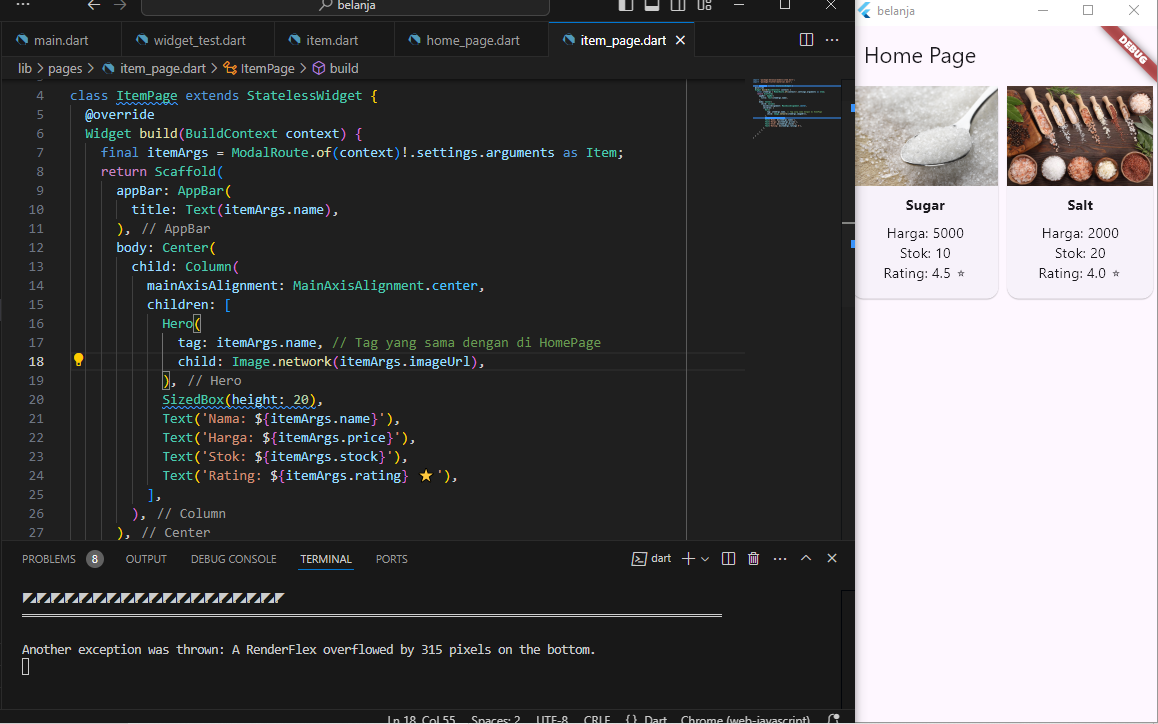 belanja
main.dart
widget_test.dart
item.dart
home_page.dart
item_page.dart
lib > pages > item_page.dart > ItemPage > build
4 class ItemPage extends StatelessWidget {
5 @override
6 Widget build(BuildContext context) {
7 final itemArgs = ModalRoute.of(context)!.settings.arguments as Item;
8 return Scaffold(
9 appBar: AppBar(
10 title: Text(itemArgs.name),
11 ), // AppBar
12 body: Center(
13 child: Column(
14 mainAxisAlignment: MainAxisAlignment.center,
15 children: [
16 Hero(
17 tag: itemArgs.name, // Tag yang sama dengan di HomePage
18 child: Image.network(itemArgs.imageUrl),
19 ), // Hero
20 SizedBox(height: 20),
21 Text('Nama: ${itemArgs.name}'),
22 Text('Harga: ${itemArgs.price}'),
23 Text('Stok: ${itemArgs.stock}'),
24 Text('Rating: ${itemArgs.rating} ⭐'),
25 ],
26 ), // Column
27 ), // Center
PROBLEMS 8 OUTPUT DEBUG CONSOLE TERMINAL PORTS
dart
Another exception was thrown: A RenderFlex overflowed by 315 pixels on the bottom.
Ln 18, Col 55 Spaces: 2 UTF-8 CRLF {} Dart Chrome (web-javascript)
belanja
DEBUG
Home Page
Sugar
Harga: 5000
Stok: 10
Rating: 4.5 ⭐
Salt
Harga: 2000
Stok: 20
Rating: 4.0 ⭐